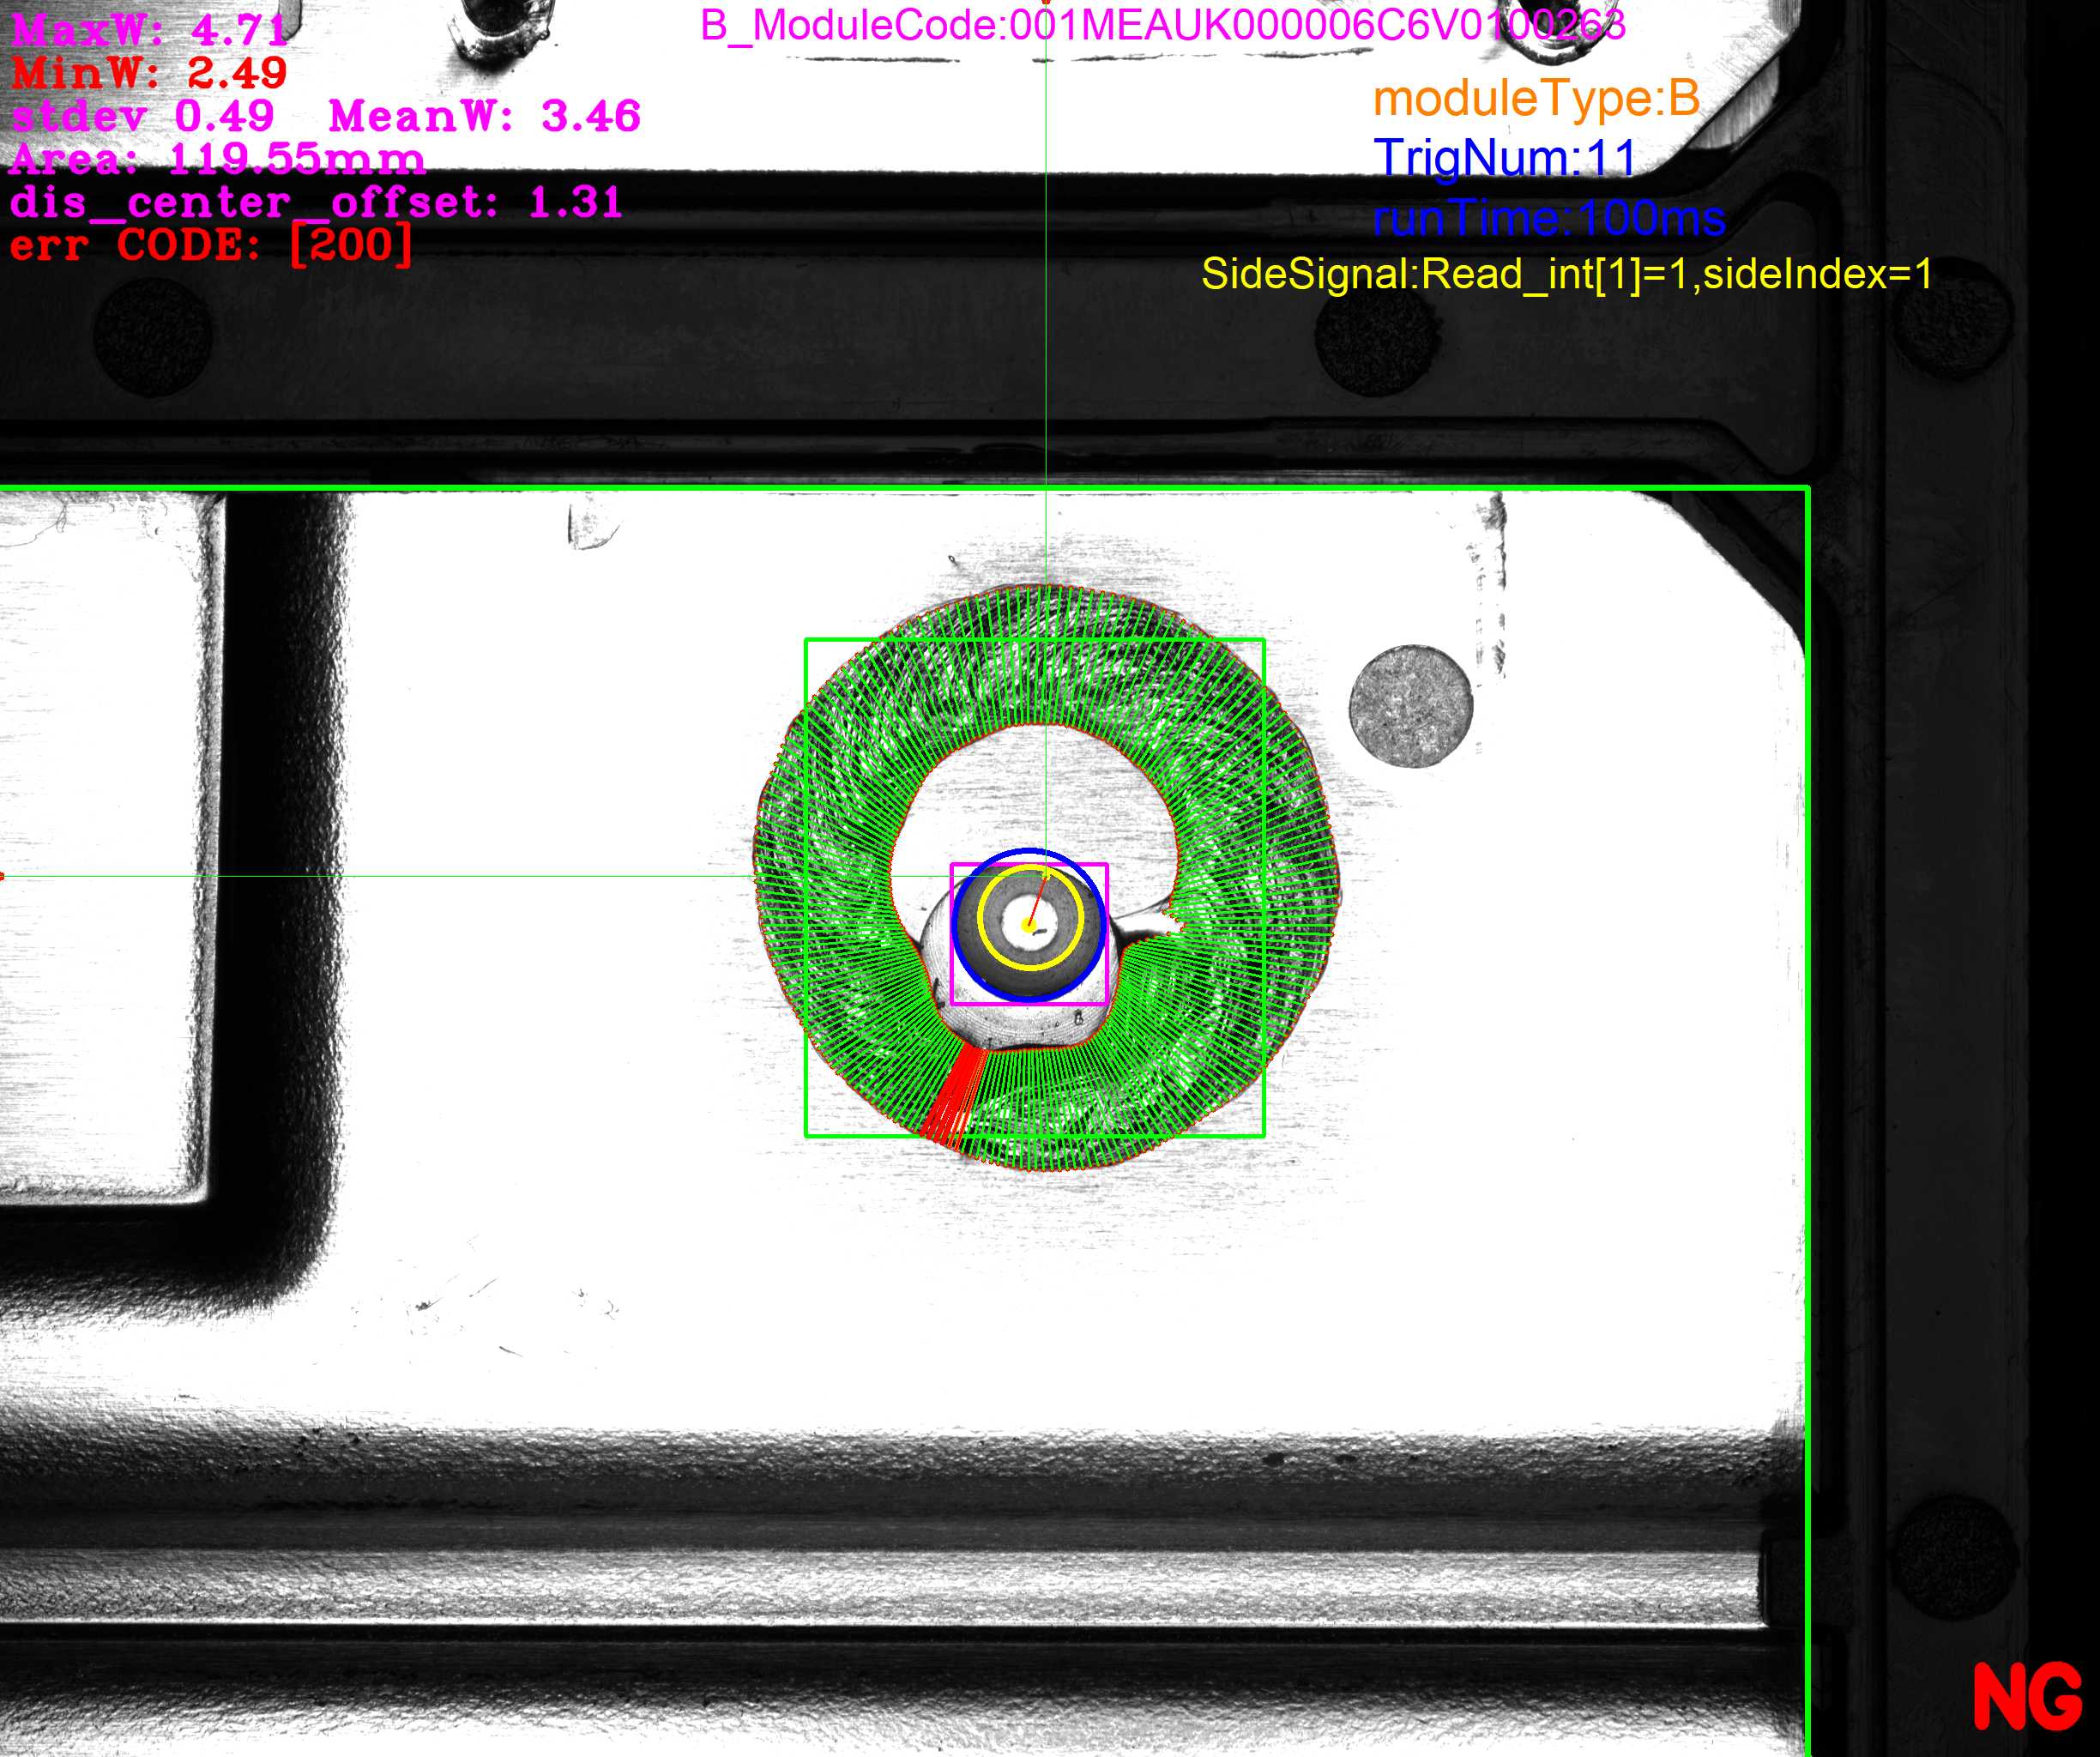 MaxW: 4.71
MinW: 2.49
stdev 0.49 MeanW: 3.46
Area: 119.55mm
dis_center_offset: 1.31
err CODE: [200]
B_ModuleCode:001MEAUK000006C6V0100263
moduleType:B
TrigNum:11
runTime:100ms
SideSignal:Read_int[1]=1,sideIndex=1
NG